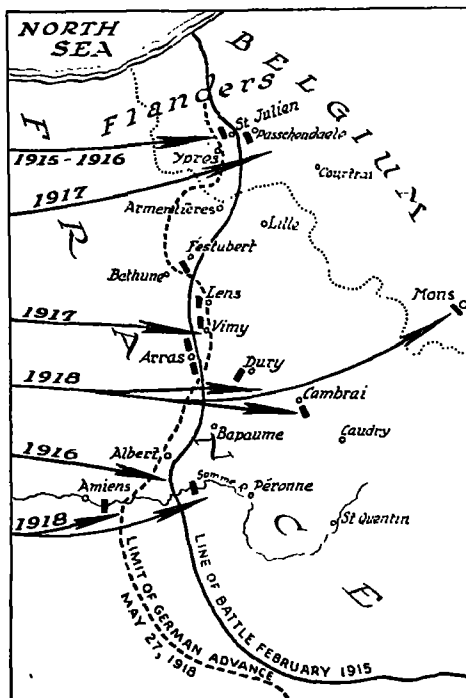 NORTH
SEA
BELGIUM
Flanders
St Julien
Passchendaele
Ypres
1915-1916
Courtrai
1917
Armentières
Lille
Festubert
Bathune
Lens
Mons
1917
Vimy
Arras
Dury
1918
Cambrai
Bapaume
Caudry
1916
Albert
Amiens
Somme R.
Péronne
1918
St Quentin
FRANCE
LIMIT OF GERMAN ADVANCE
MAY 27, 1918
LINE OF BATTLE FEBRUARY 1915